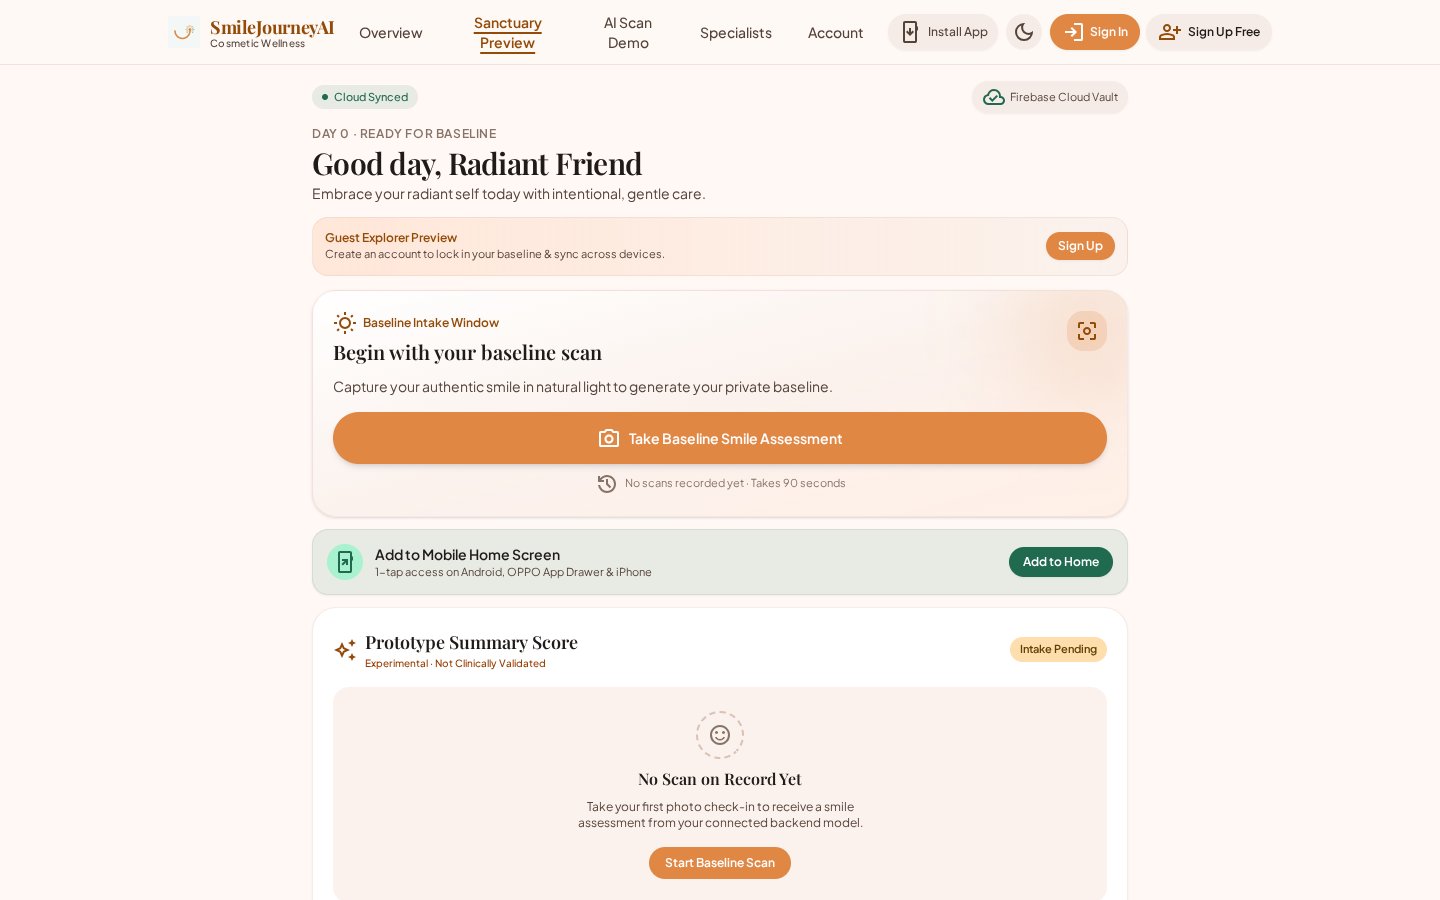 SmileJourneyAI
Cosmetic Wellness
Overview
Sanctuary
Preview
AI Scan
Demo
Specialists
Account
Install App
Sign In
Sign Up Free
Cloud Synced
Firebase Cloud Vault
DAY 0 · READY FOR BASELINE
Good day, Radiant Friend
Embrace your radiant self today with intentional, gentle care.
Guest Explorer Preview
Create an account to lock in your baseline & sync across devices.
Sign Up
Baseline Intake Window
Begin with your baseline scan
Capture your authentic smile in natural light to generate your private baseline.
Take Baseline Smile Assessment
No scans recorded yet · Takes 90 seconds
Add to Mobile Home Screen
1-tap access on Android, OPPO App Drawer & iPhone
Add to Home
Prototype Summary Score
Experimental · Not Clinically Validated
Intake Pending
No Scan on Record Yet
Take your first photo check-in to receive a smile
assessment from your connected backend model.
Start Baseline Scan